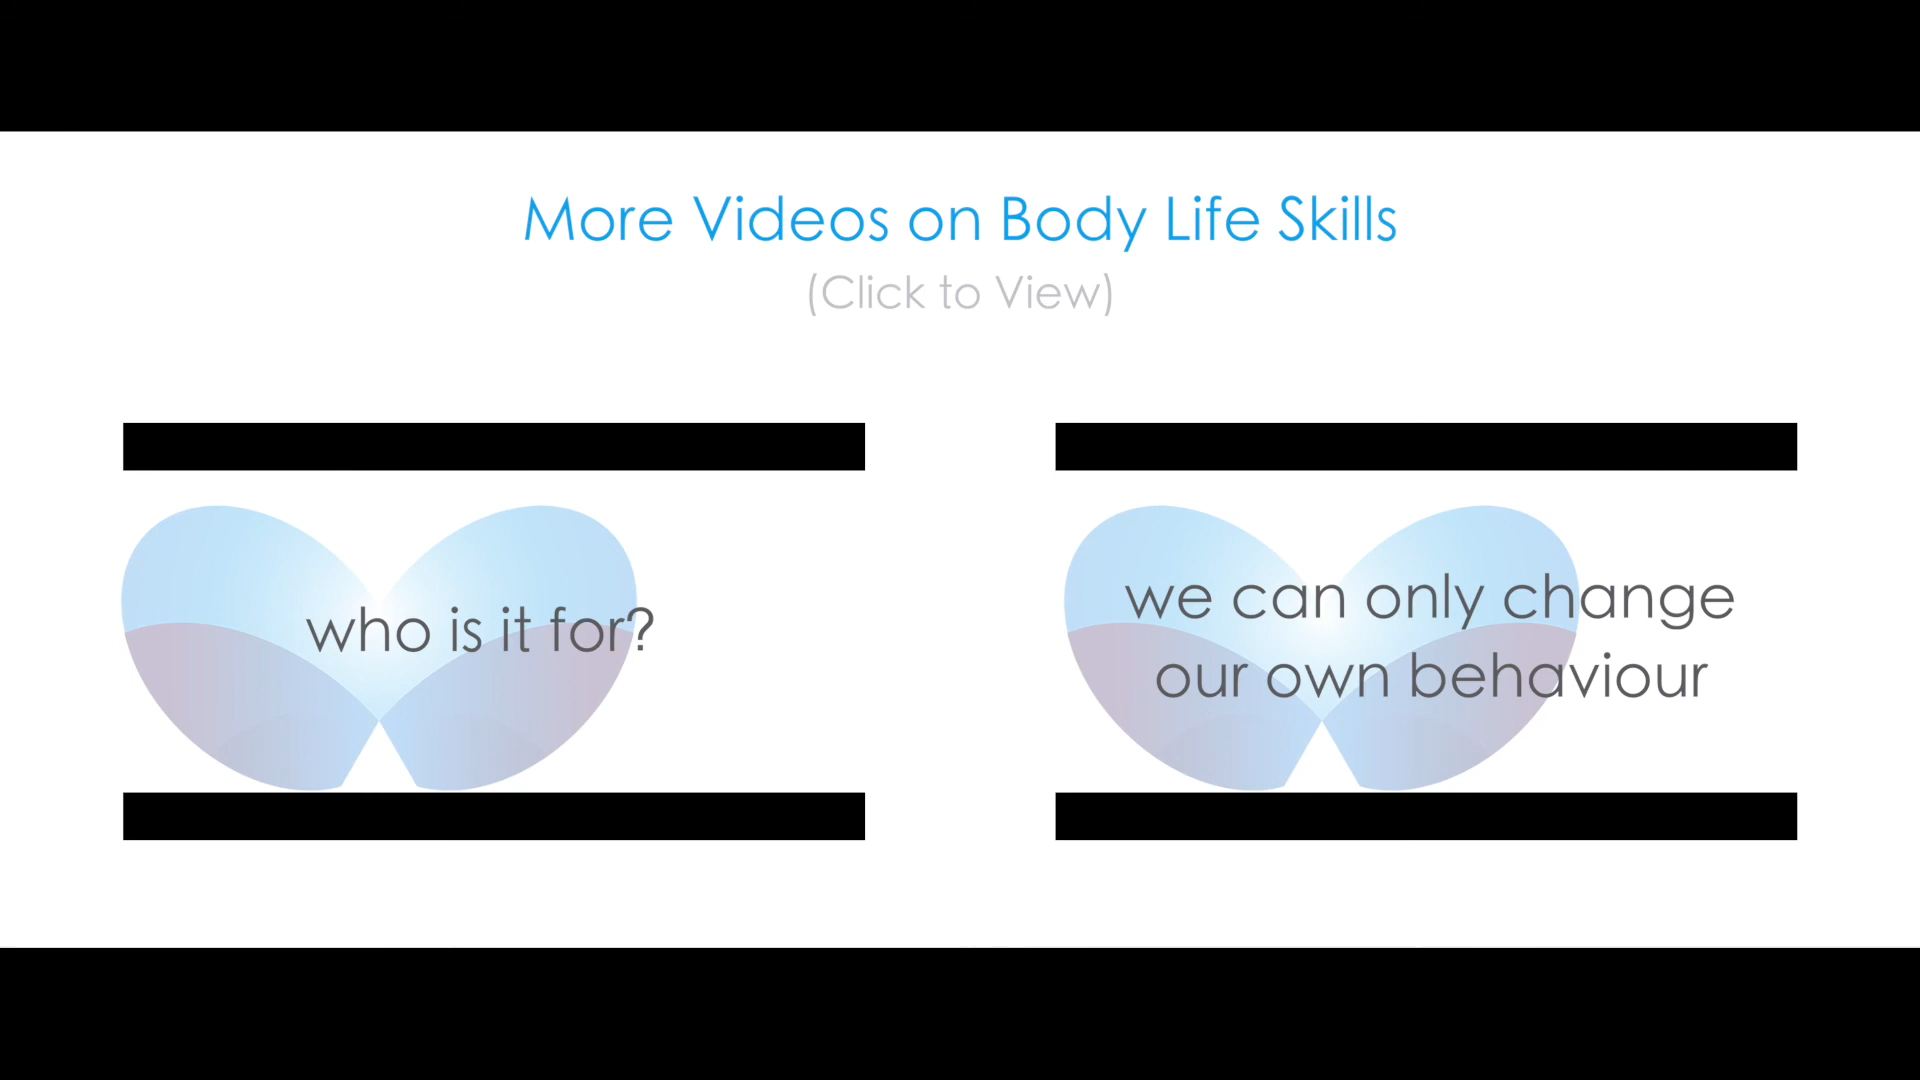 More Videos on Body Life Skills
(Click to View)
who is it for?
we can only change
our own behaviour